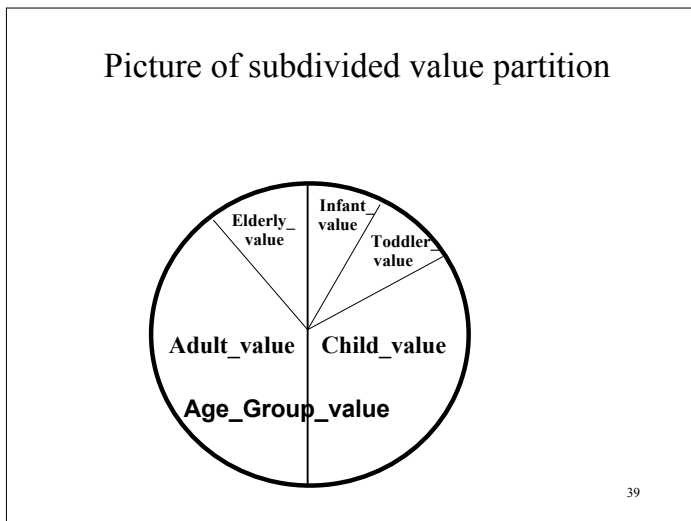 Picture of subdivided value partition
Elderly_
value
Infant_
value
Toddler_
value
Adult_value
Child_value
Age_Group_value
39